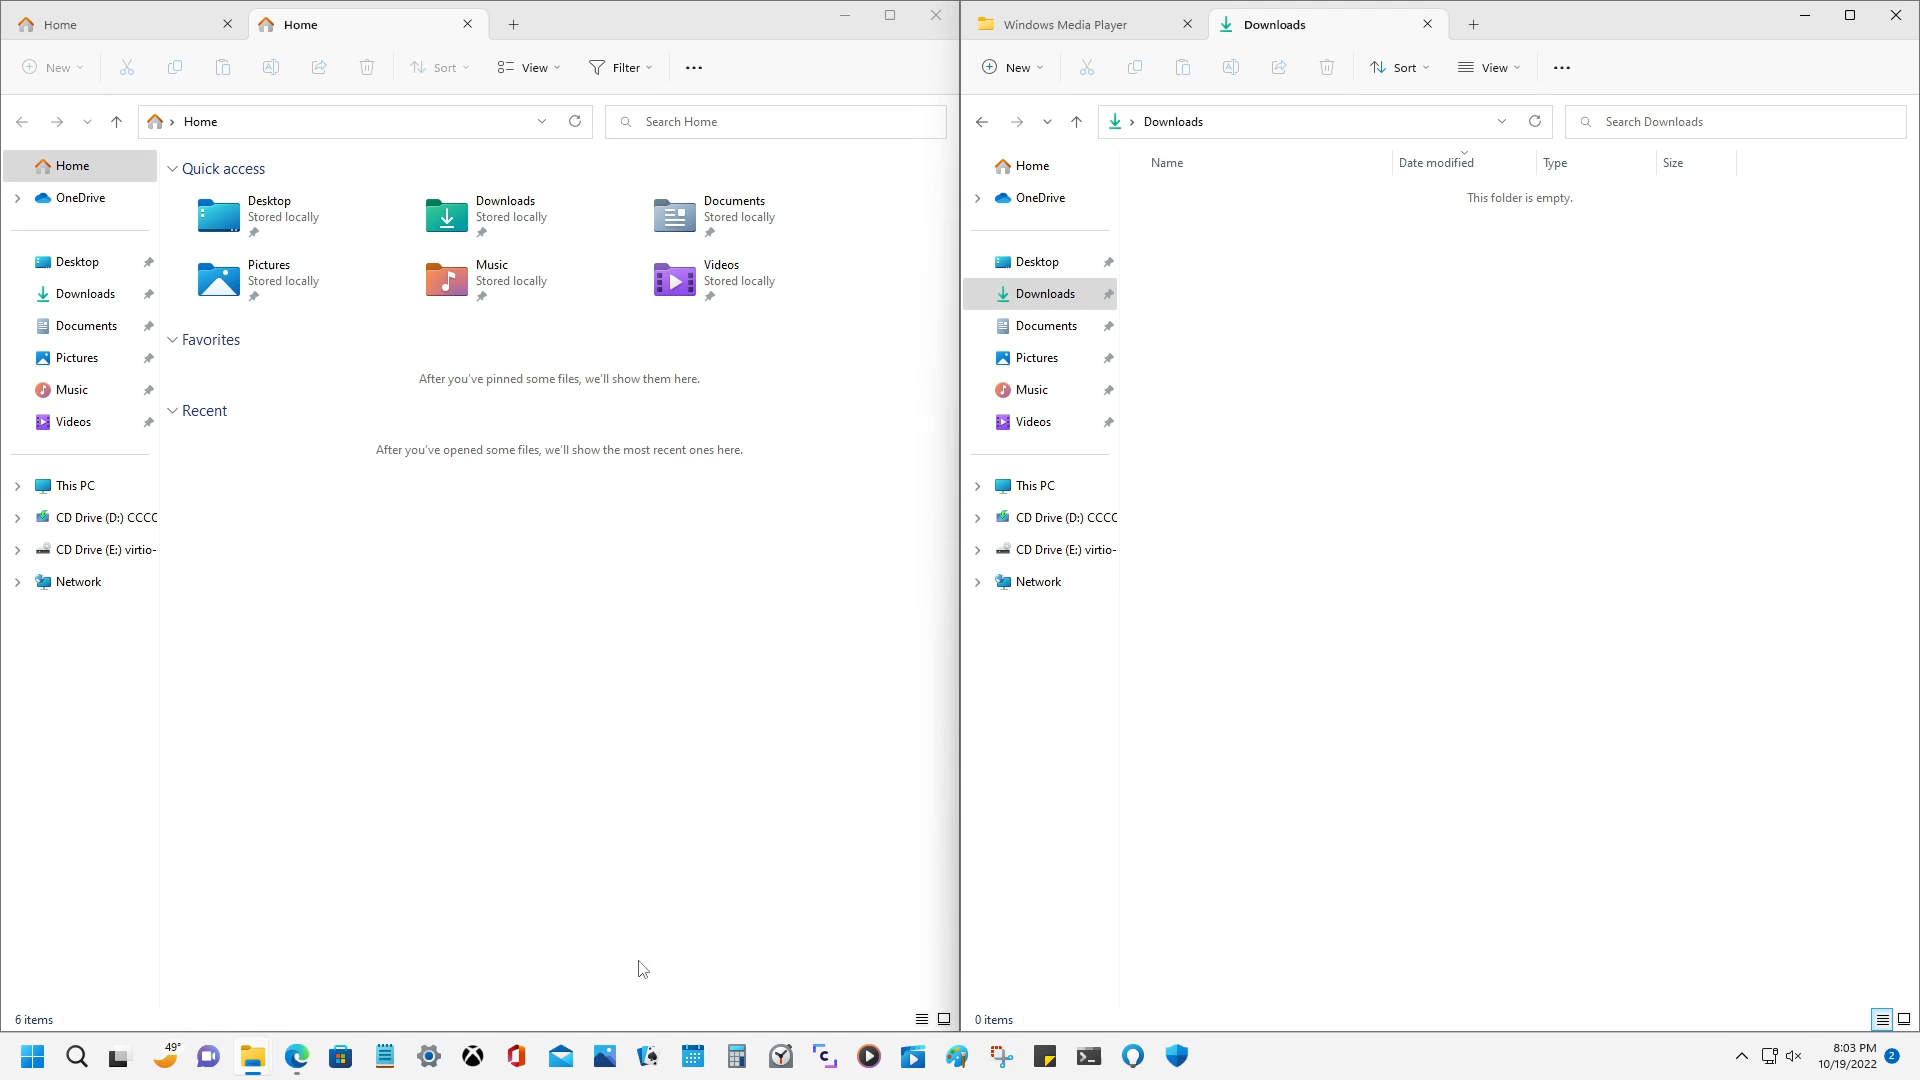 Home
Home
New
Sort
View
Filter
Home
Search Home
Home
OneDrive
Desktop
Downloads
Documents
Pictures
Music
Videos
This PC
CD Drive (D:) CCCC
CD Drive (E:) virtio-
Network
Quick access
Desktop
Stored locally
Downloads
Stored locally
Documents
Stored locally
Pictures
Stored locally
Music
Stored locally
Videos
Stored locally
Favorites
After you've pinned some files, we'll show them here.
Recent
After you've opened some files, we'll show the most recent ones here.
6 items
Windows Media Player
Downloads
New
Sort
View
Downloads
Search Downloads
Home
OneDrive
Desktop
Downloads
Documents
Pictures
Music
Videos
This PC
CD Drive (D:) CCCC
CD Drive (E:) virtio-
Network
Name
Date modified
Type
Size
This folder is empty.
0 items
49°
8:03 PM
10/19/2022
2